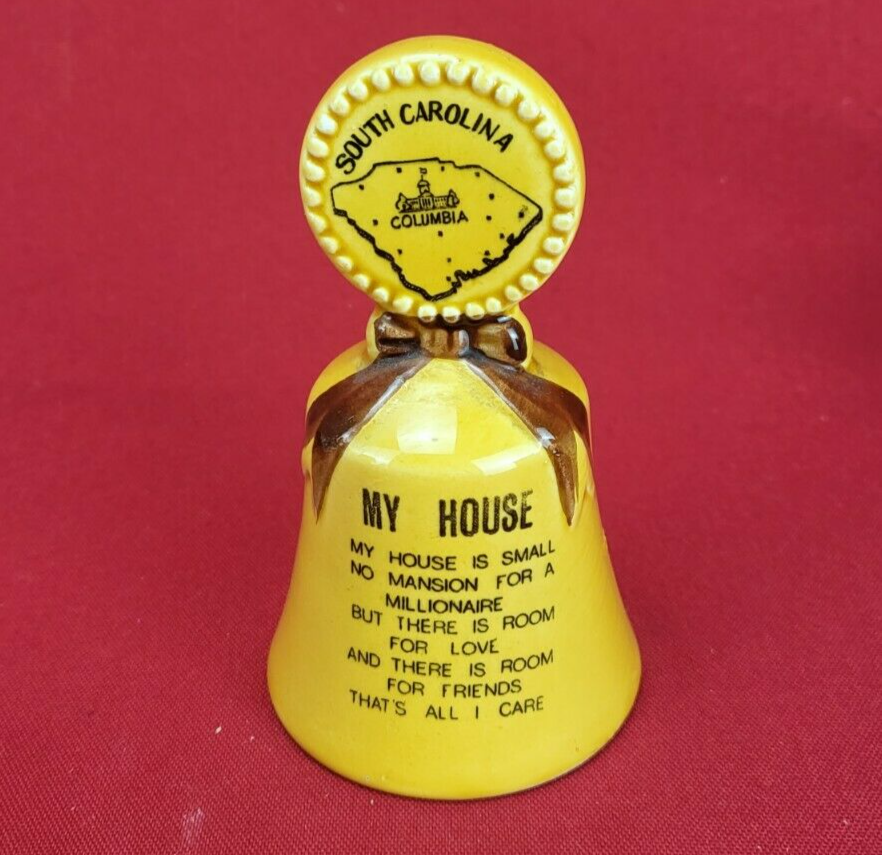 SOUTH CAROLINA
COLUMBIA
MY HOUSE
MY HOUSE IS SMALL
NO MANSION FOR A
MILLIONAIRE
BUT THERE IS ROOM
FOR LOVE
AND THERE IS ROOM
FOR FRIENDS
THAT'S ALL I CARE